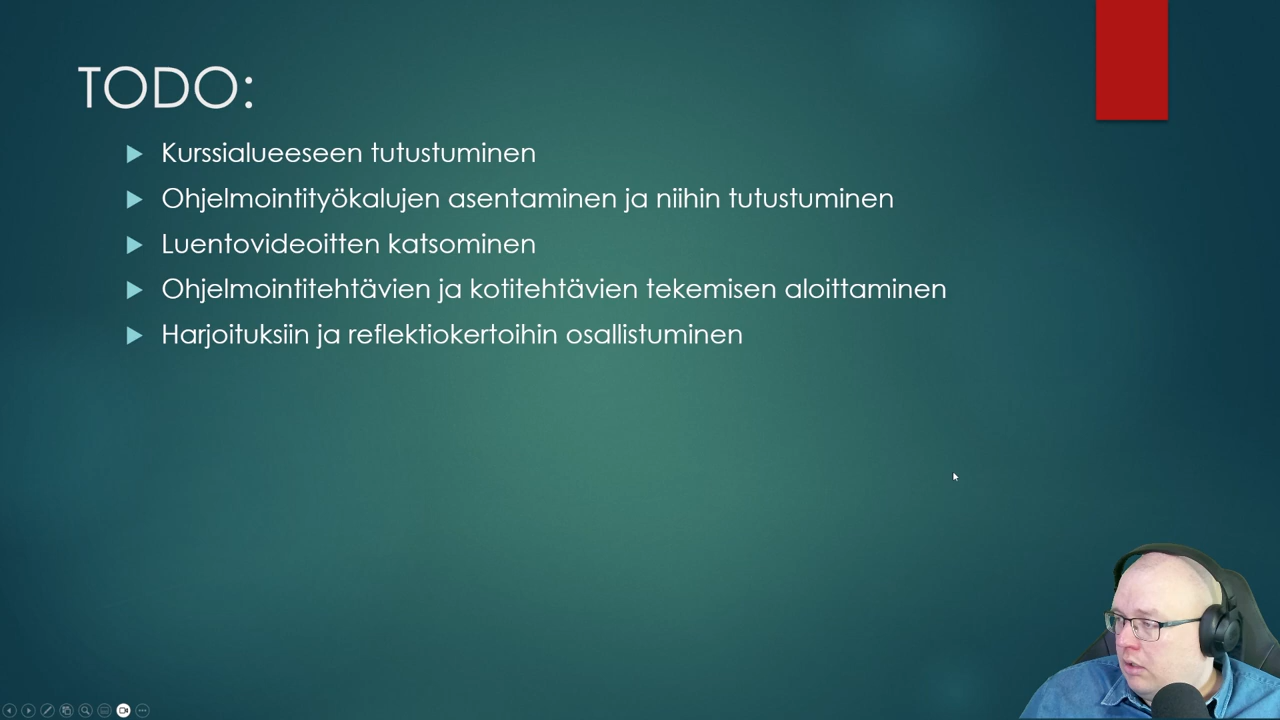 TODO:
Kurssialueeseen tutustuminen
Ohjelmointityökalujen asentaminen ja niihin tutustuminen
Luentovideoitten katsominen
Ohjelmointitehtävien ja kotitehtävien tekemisen aloittaminen
Harjoituksiin ja reflektiokertoihin osallistuminen